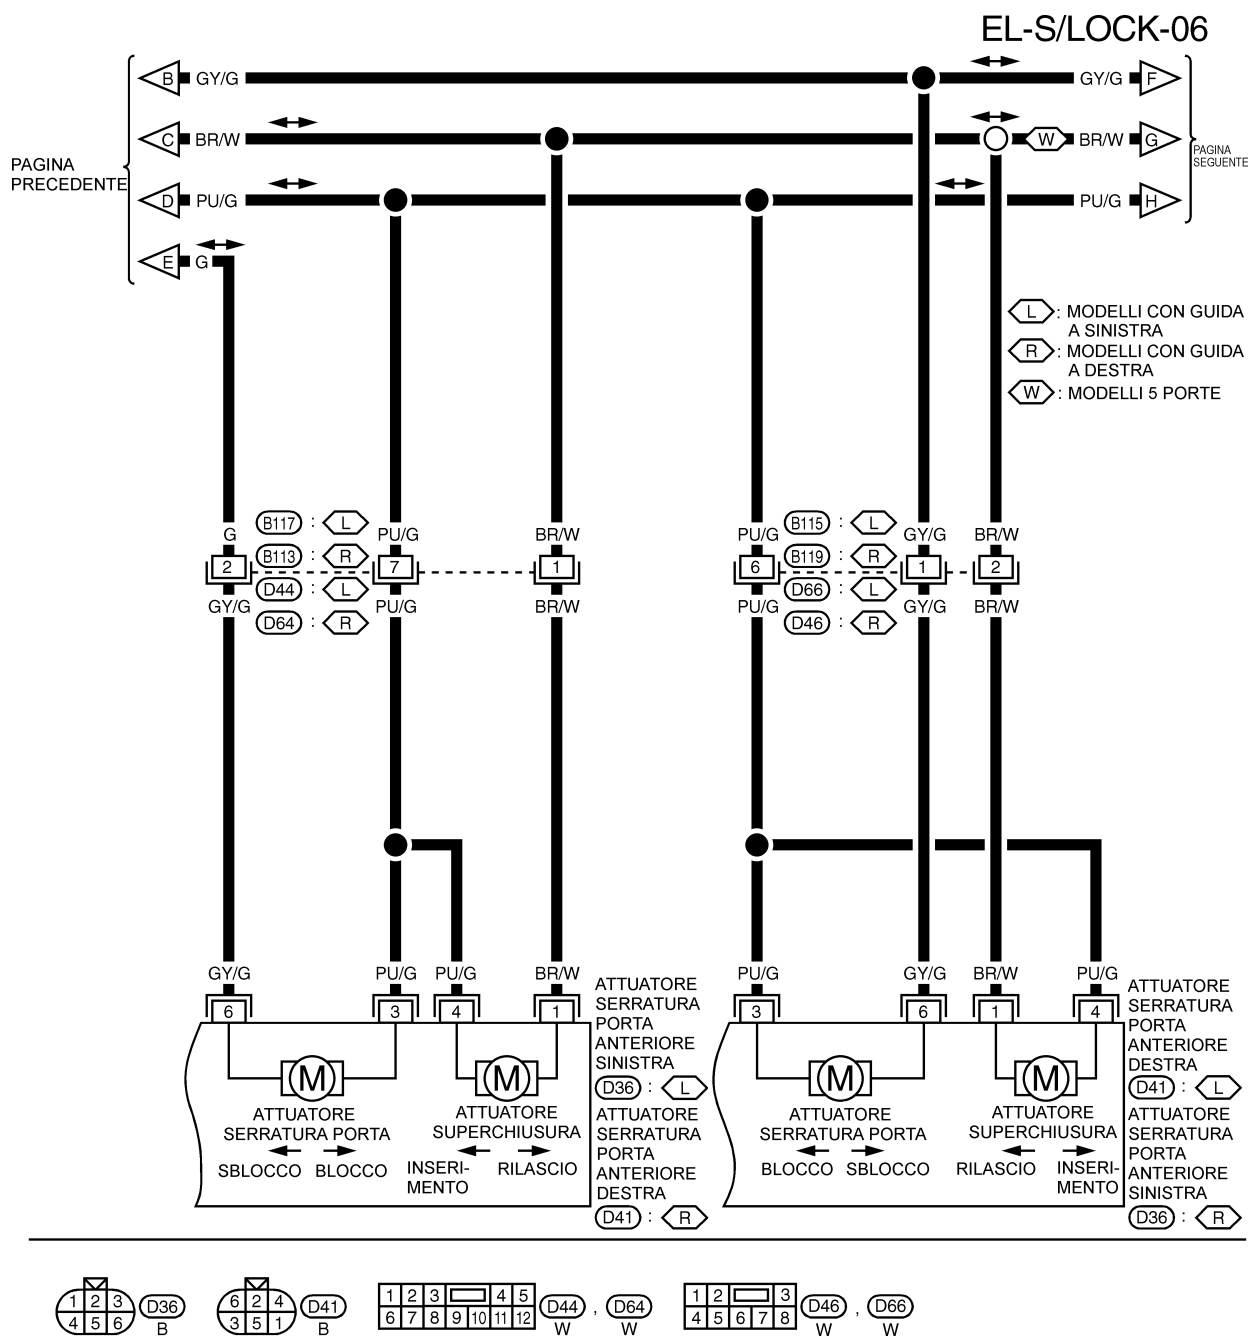 EL-S/LOCK-06
B GY/G GY/G F
C BR/W W BR/W G
PAGINA
PRECEDENTE
PAGINA
SEGUENTE
D PU/G PU/G H
E G
L : MODELLI CON GUIDA
A SINISTRA
R : MODELLI CON GUIDA
A DESTRA
W : MODELLI 5 PORTE
G B117 : L PU/G BR/W PU/G B115 : L GY/G BR/W
2 B113 : R 7 1 6 B119 : R 1 2
GY/G D44 : L PU/G BR/W PU/G D66 : L GY/G BR/W
D64 : R D46 : R
GY/G PU/G PU/G BR/W PU/G GY/G BR/W PU/G
6 3 4 1 3 6 1 4
ATTUATORE
SERRATURA
PORTA
ANTERIORE
SINISTRA
D36 : L
ATTUATORE
SERRATURA
PORTA
ANTERIORE
DESTRA
D41 : R
ATTUATORE
SERRATURA
PORTA
ANTERIORE
DESTRA
D41 : L
ATTUATORE
SERRATURA
PORTA
ANTERIORE
SINISTRA
D36 : R
M M M M
ATTUATORE
SERRATURA PORTA
SBLOCCO BLOCCO
ATTUATORE
SUPERCHIUSURA
INSERI-
MENTO
RILASCIO
ATTUATORE
SERRATURA PORTA
BLOCCO SBLOCCO
ATTUATORE
SUPERCHIUSURA
RILASCIO
INSERI-
MENTO
1 2 3
4 5 6
D36
B
6 2 4
3 5 1
D41
B
1 2 3 4 5
6 7 8 9 10 11 12
D44 , D64
W W
1 2 3
4 5 6 7 8
D46 , D66
W W